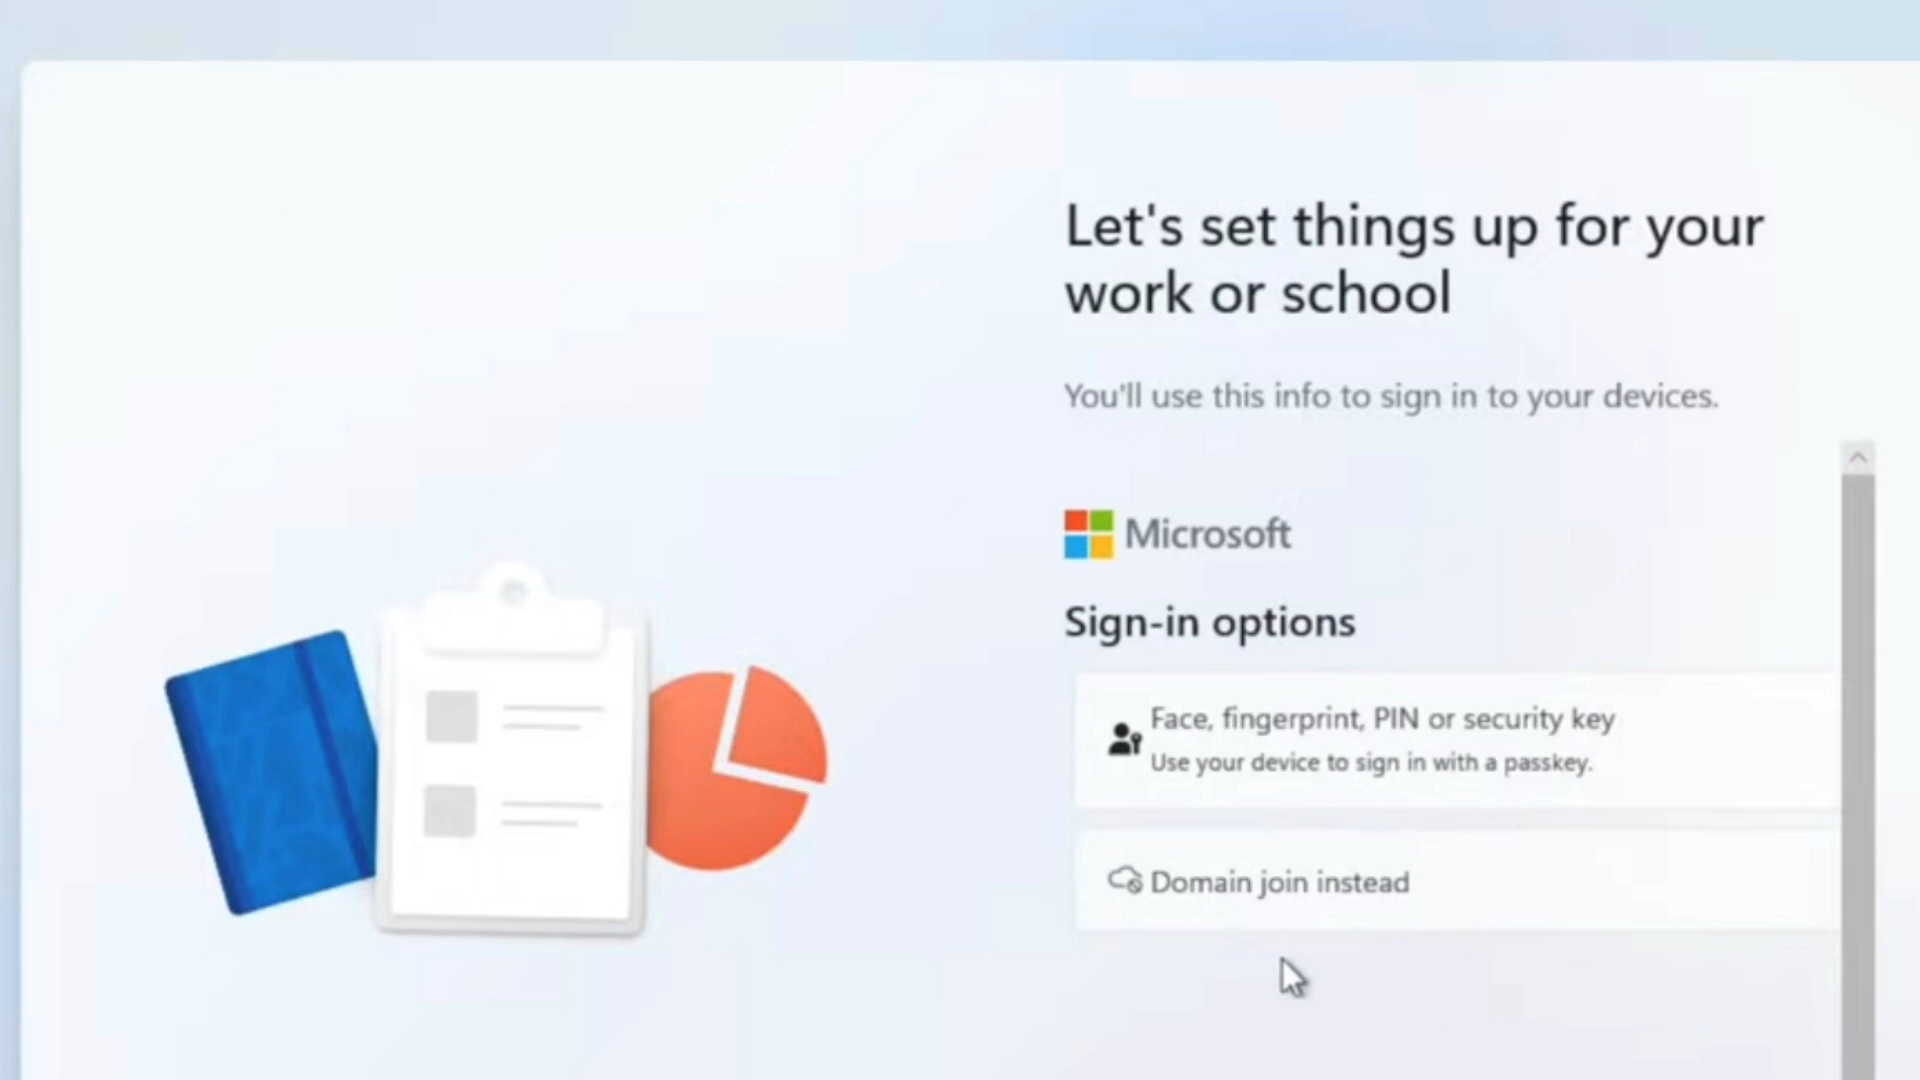 Let's set things up for your
work or school
You'll use this info to sign in to your devices.
Microsoft
Sign-in options
Face, fingerprint, PIN or security key
Use your device to sign in with a passkey.
Domain join instead